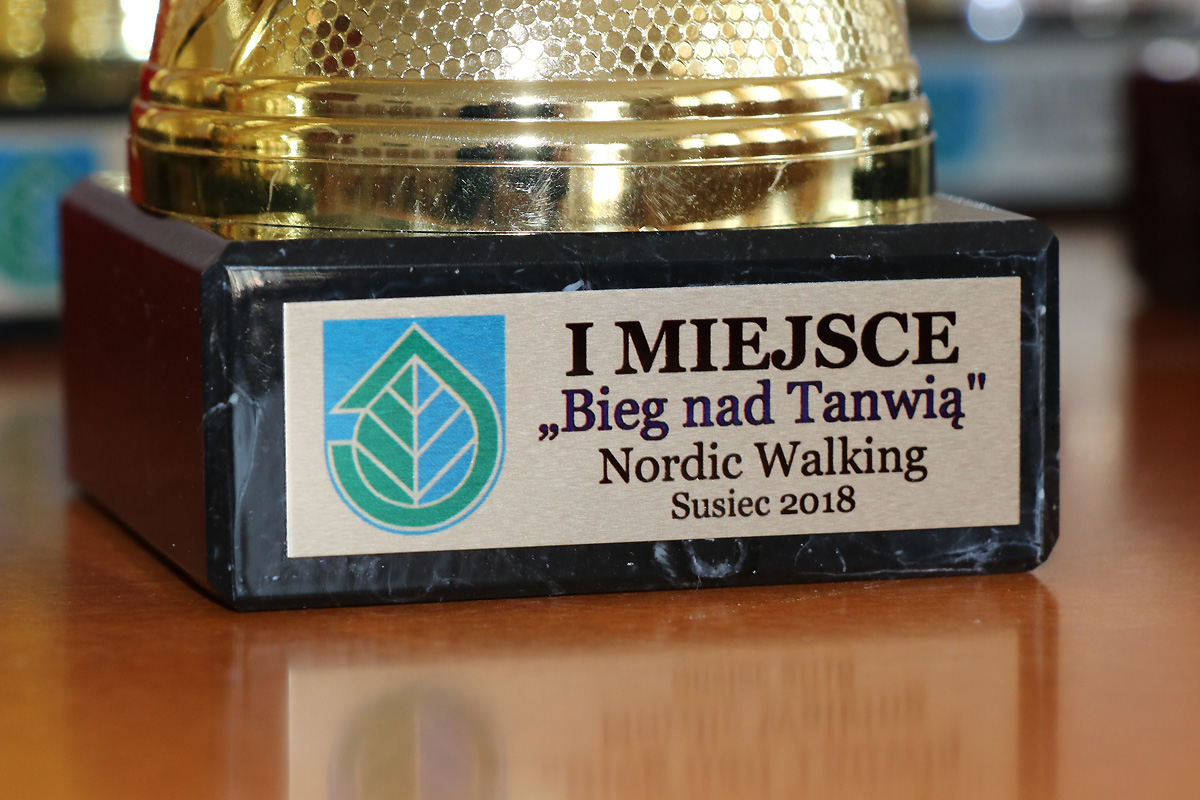 I MIEJSCE
„Bieg nad Tanwią"
Nordic Walking
Susiec 2018